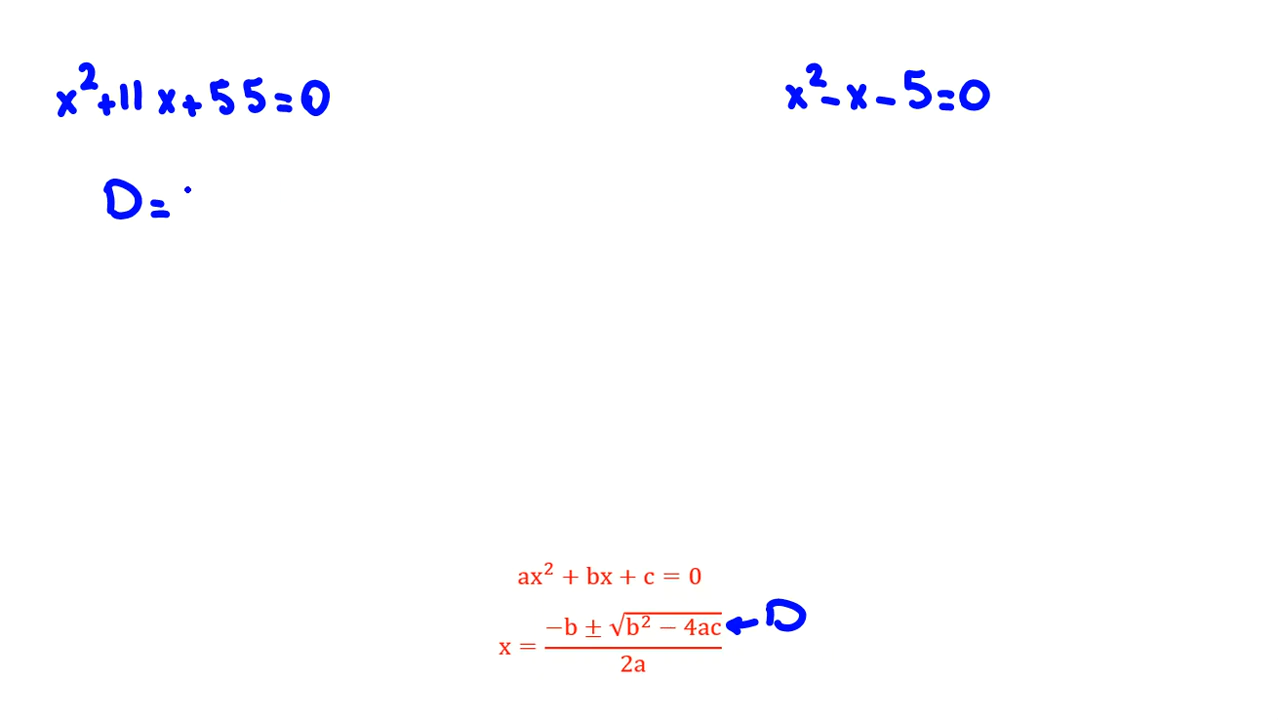 x²+11x+55=0
x²-x-5=0
D=
ax² + bx + c = 0
x = (−b ± √(b² − 4ac))/2a ← D